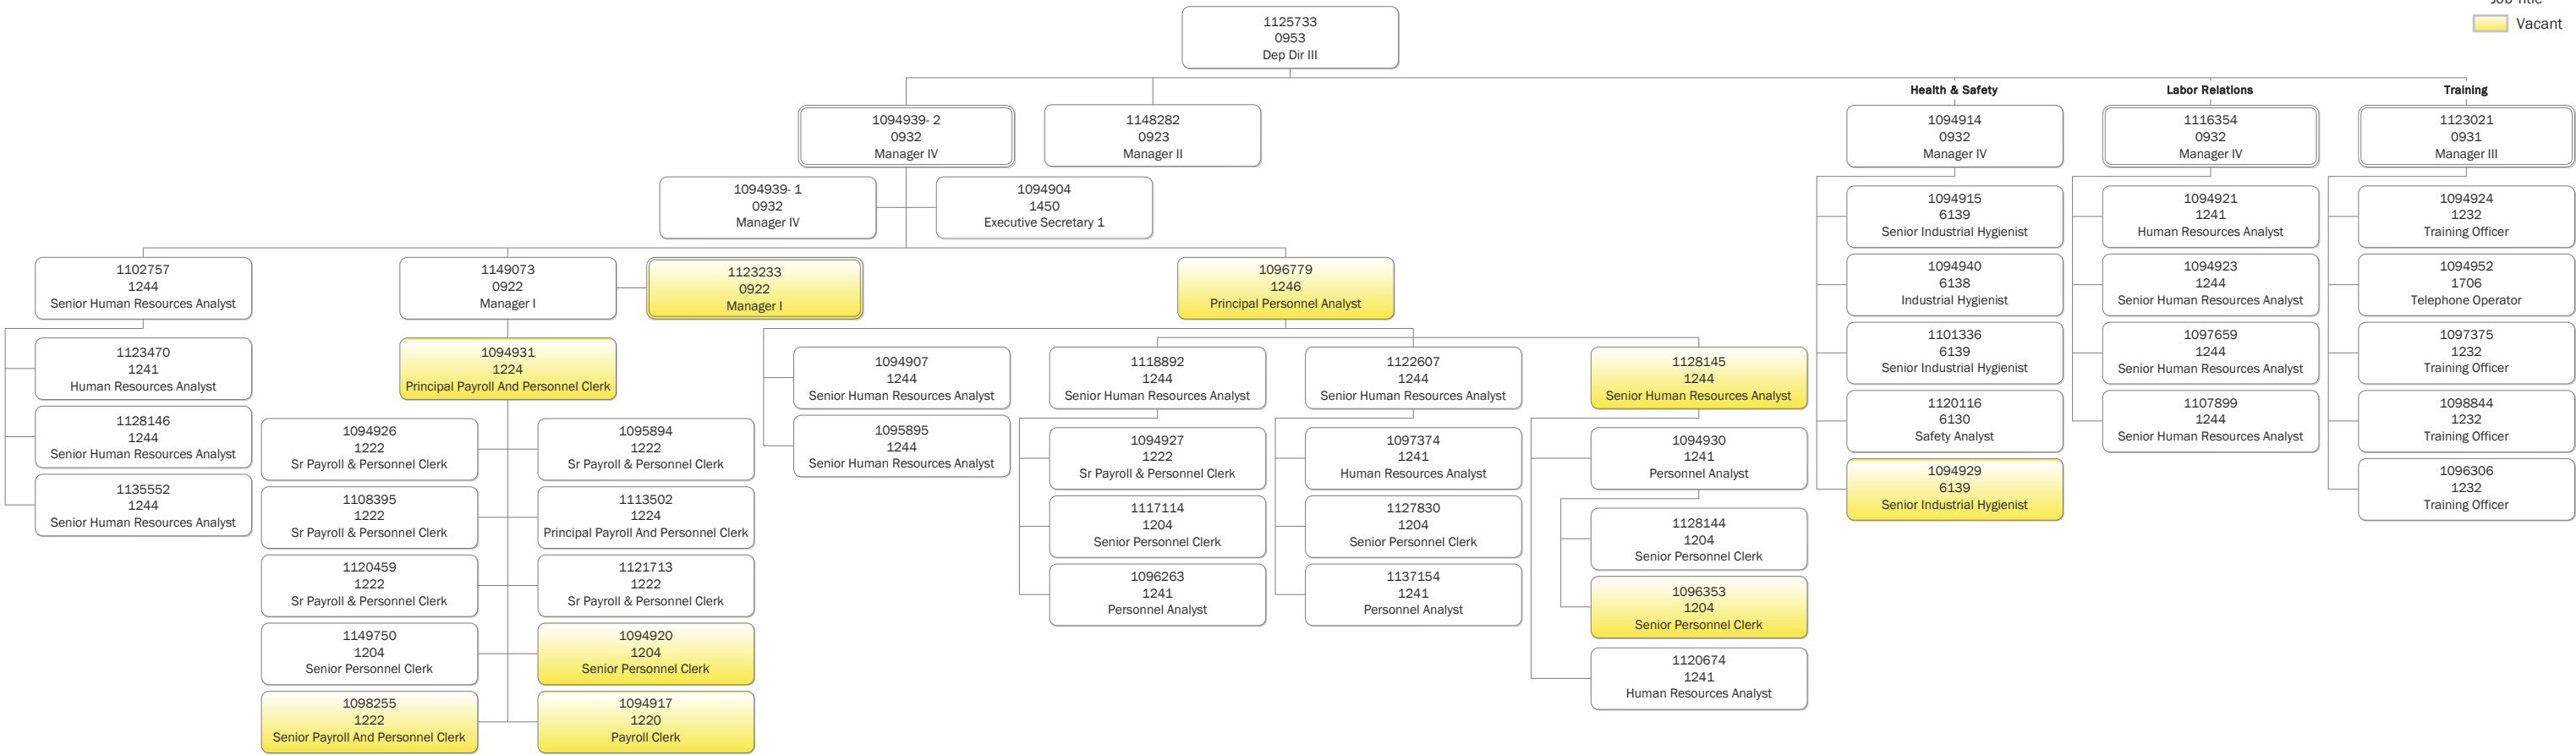 Job Title
Vacant
1125733
0953
Dep Dir III
1094939- 2
0932
Manager IV
1148282
0923
Manager II
Health & Safety
1094914
0932
Manager IV
Labor Relations
1116354
0932
Manager IV
Training
1123021
0931
Manager III
1094939- 1
0932
Manager IV
1094904
1450
Executive Secretary 1
1102757
1244
Senior Human Resources Analyst
1149073
0922
Manager I
1123233
0922
Manager I
1096779
1246
Principal Personnel Analyst
1123470
1241
Human Resources Analyst
1128146
1244
Senior Human Resources Analyst
1135552
1244
Senior Human Resources Analyst
1094931
1224
Principal Payroll And Personnel Clerk
1094926
1222
Sr Payroll & Personnel Clerk
1095894
1222
Sr Payroll & Personnel Clerk
1108395
1222
Sr Payroll & Personnel Clerk
1113502
1224
Principal Payroll And Personnel Clerk
1120459
1222
Sr Payroll & Personnel Clerk
1121713
1222
Sr Payroll & Personnel Clerk
1149750
1204
Senior Personnel Clerk
1094920
1204
Senior Personnel Clerk
1098255
1222
Senior Payroll And Personnel Clerk
1094917
1220
Payroll Clerk
1094907
1244
Senior Human Resources Analyst
1095895
1244
Senior Human Resources Analyst
1118892
1244
Senior Human Resources Analyst
1094927
1222
Sr Payroll & Personnel Clerk
1117114
1204
Senior Personnel Clerk
1096263
1241
Personnel Analyst
1122607
1244
Senior Human Resources Analyst
1097374
1241
Human Resources Analyst
1127830
1204
Senior Personnel Clerk
1137154
1241
Personnel Analyst
1128145
1244
Senior Human Resources Analyst
1094930
1241
Personnel Analyst
1128144
1204
Senior Personnel Clerk
1096353
1204
Senior Personnel Clerk
1120674
1241
Human Resources Analyst
1094915
6139
Senior Industrial Hygienist
1094940
6138
Industrial Hygienist
1101336
6139
Senior Industrial Hygienist
1120116
6130
Safety Analyst
1094929
6139
Senior Industrial Hygienist
1094921
1241
Human Resources Analyst
1094923
1244
Senior Human Resources Analyst
1097659
1244
Senior Human Resources Analyst
1107899
1244
Senior Human Resources Analyst
1094924
1232
Training Officer
1094952
1706
Telephone Operator
1097375
1232
Training Officer
1098844
1232
Training Officer
1096306
1232
Training Officer